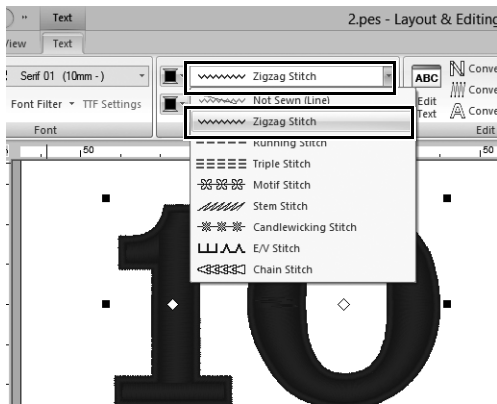 Text
2.pes - Layout & Editing
View Text
Serif 01 (10mm - )
Font Filter TTF Settings
Font
Zigzag Stitch
Not Sewn (Line)
Zigzag Stitch
Running Stitch
Triple Stitch
Motif Stitch
Stem Stitch
Candlewicking Stitch
E/V Stitch
Chain Stitch
ABC
Edit
Text
Conve
Conve
Conve
Edit
50
50
10